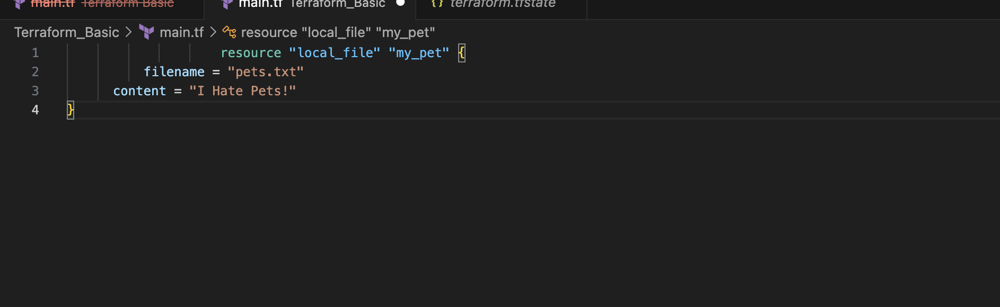 main.tf Terraform Basic main.tf Terraform_Basic {} terraform.tfstate
Terraform_Basic > main.tf > resource "local_file" "my_pet"
1 resource "local_file" "my_pet" {
2 filename = "pets.txt"
3 content = "I Hate Pets!"
4 }